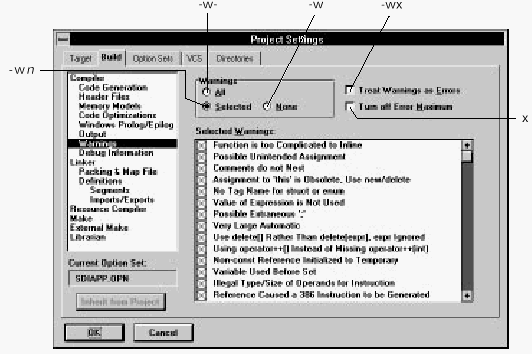 -w-
-w
-wx
Project Settings
Target
Build
Option Sets
VCS
Directories
-wn
Compiler
Code Generation
Header Files
Memory Models
Code Optimizations
Windows Prolog/Epilog
Output
Warnings
Debug Information
Linker
Packing & Map File
Definitions
Segments
Imports/Exports
Resource Compiler
Make
External Make
Librarian
Warnings
All
Selected
None
Treat Warnings as Errors
Turn off Error Maximum
x
Selected Warnings:
Function is too Complicated to Inline
Possible Unintended Assignment
Comments do not Nest
Assignment to 'this' is Obsolete, Use new/delete
No Tag Name for struct or enum
Value of Expression is Not Used
Possible Extraneous ';'
Very Large Automatic
Use delete[] Rather Than delete[expr], expr Ignored
Using operator++() Instead of Missing operator++(int)
Non-const Reference Initialized to Temporary
Variable Used Before Set
Illegal Type/Size of Operands for Instruction
Reference Caused a 386 Instruction to be Generated
Current Option Set:
SDIAPP.OPN
Inherit from Project
OK
Cancel